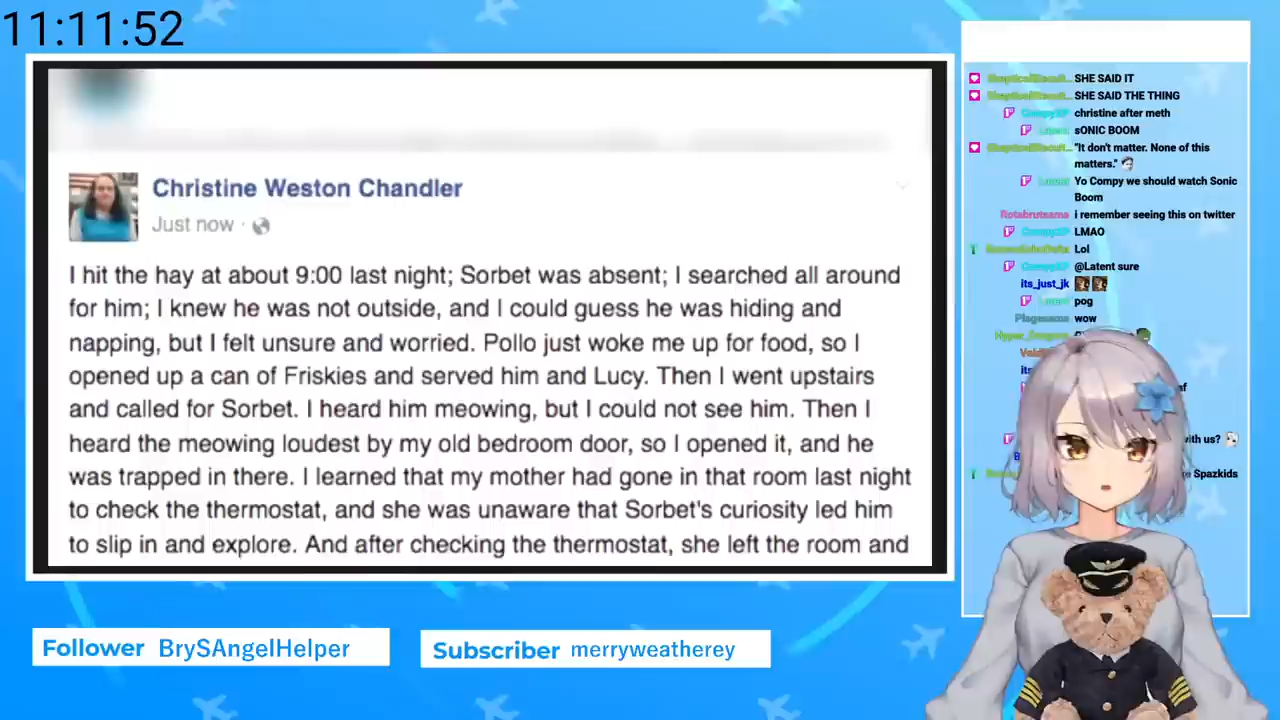 11:11:52
Christine Weston Chandler
Just now ·
I hit the hay at about 9:00 last night; Sorbet was absent; I searched all around
for him; I knew he was not outside, and I could guess he was hiding and
napping, but I felt unsure and worried. Pollo just woke me up for food, so I
opened up a can of Friskies and served him and Lucy. Then I went upstairs
and called for Sorbet. I heard him meowing, but I could not see him. Then I
heard the meowing loudest by my old bedroom door, so I opened it, and he
was trapped in there. I learned that my mother had gone in that room last night
to check the thermostat, and she was unaware that Sorbet's curiosity led him
to slip in and explore. And after checking the thermostat, she left the room and
SHE SAID IT
SHE SAID THE THING
christine after meth
Latent sONIC BOOM
"It don't matter. None of this
matters."
Latent Yo Compy we should watch Sonic
Boom
Rotabrutsama i remember seeing this on twitter
LMAO
Lol
@Latent sure
its_just_jk
Latent pog
Plaguesama wow
with us?
Spazkids
Follower BrySAngelHelper
Subscriber merryweatherey